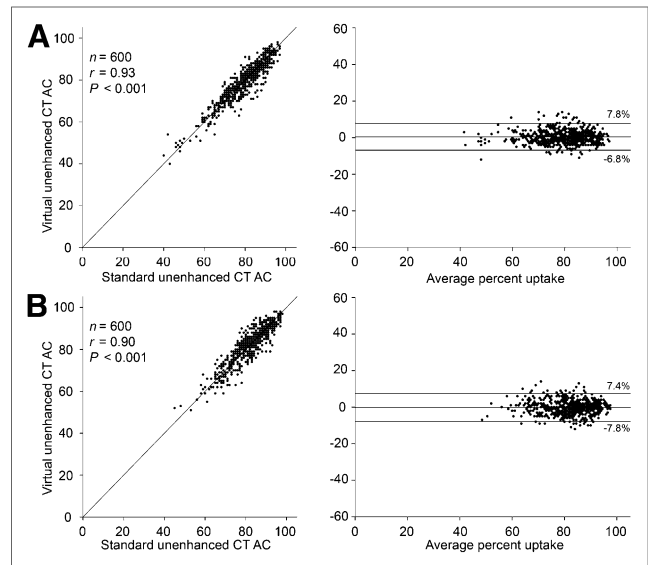 A
n = 600
r = 0.93
P < 0.001
Virtual unenhanced CT AC
100
80
60
40
20
0
0 20 40 60 80 100
Standard unenhanced CT AC
60
40
20
0
-20
-40
-60
7.8%
-6.8%
0 20 40 60 80 100
Average percent uptake
B
n = 600
r = 0.90
P < 0.001
Virtual unenhanced CT AC
100
80
60
40
20
0
0 20 40 60 80 100
Standard unenhanced CT AC
60
40
20
0
-20
-40
-60
7.4%
-7.8%
0 20 40 60 80 100
Average percent uptake